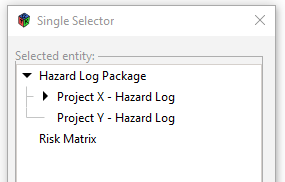 Single Selector
Selected entity:
Hazard Log Package
Project X - Hazard Log
Project Y - Hazard Log
Risk Matrix